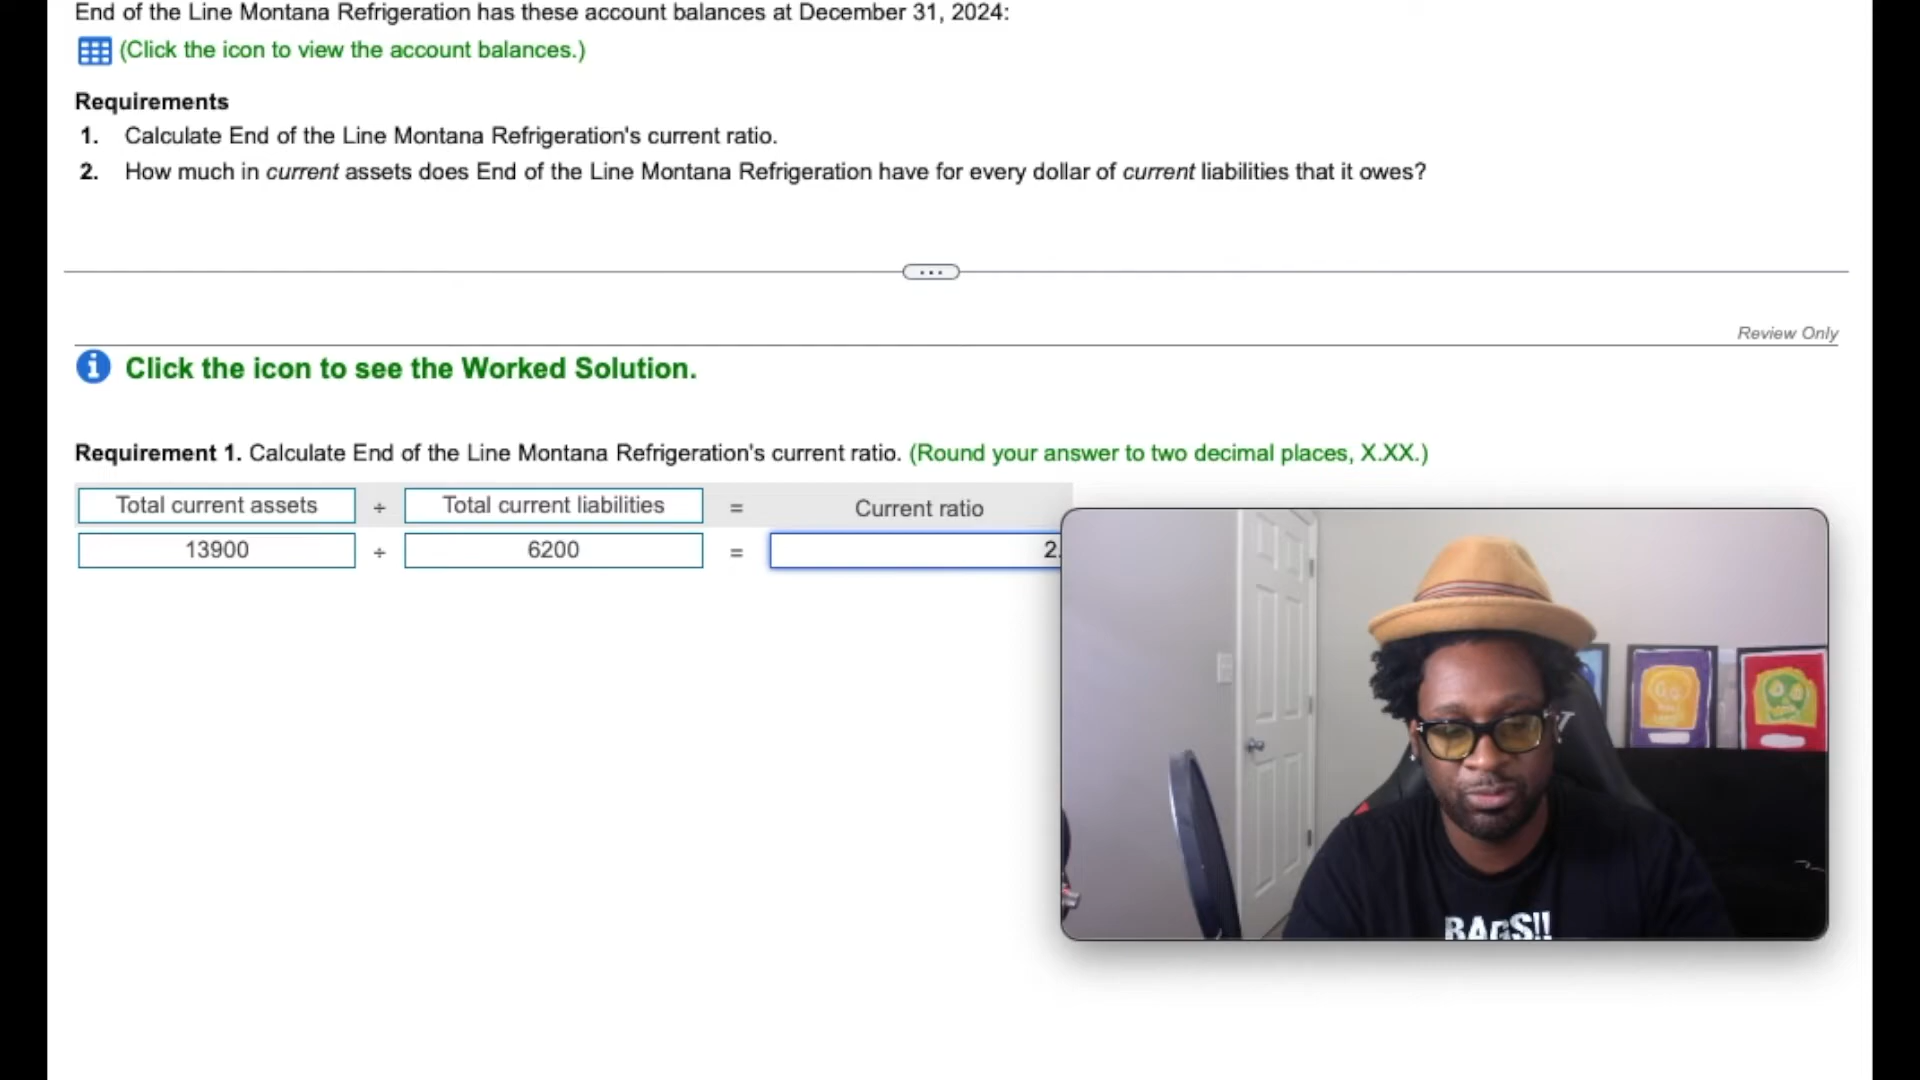 End of the Line Montana Refrigeration has these account balances at December 31, 2024:
(Click the icon to view the account balances.)
Requirements
1. Calculate End of the Line Montana Refrigeration's current ratio.
2. How much in current assets does End of the Line Montana Refrigeration have for every dollar of current liabilities that it owes?
...
Review Only
i Click the icon to see the Worked Solution.
Requirement 1. Calculate End of the Line Montana Refrigeration's current ratio. (Round your answer to two decimal places, X.XX.)
Total current assets ÷ Total current liabilities = Current ratio
13900 ÷ 6200 = 2.
BAGS!!